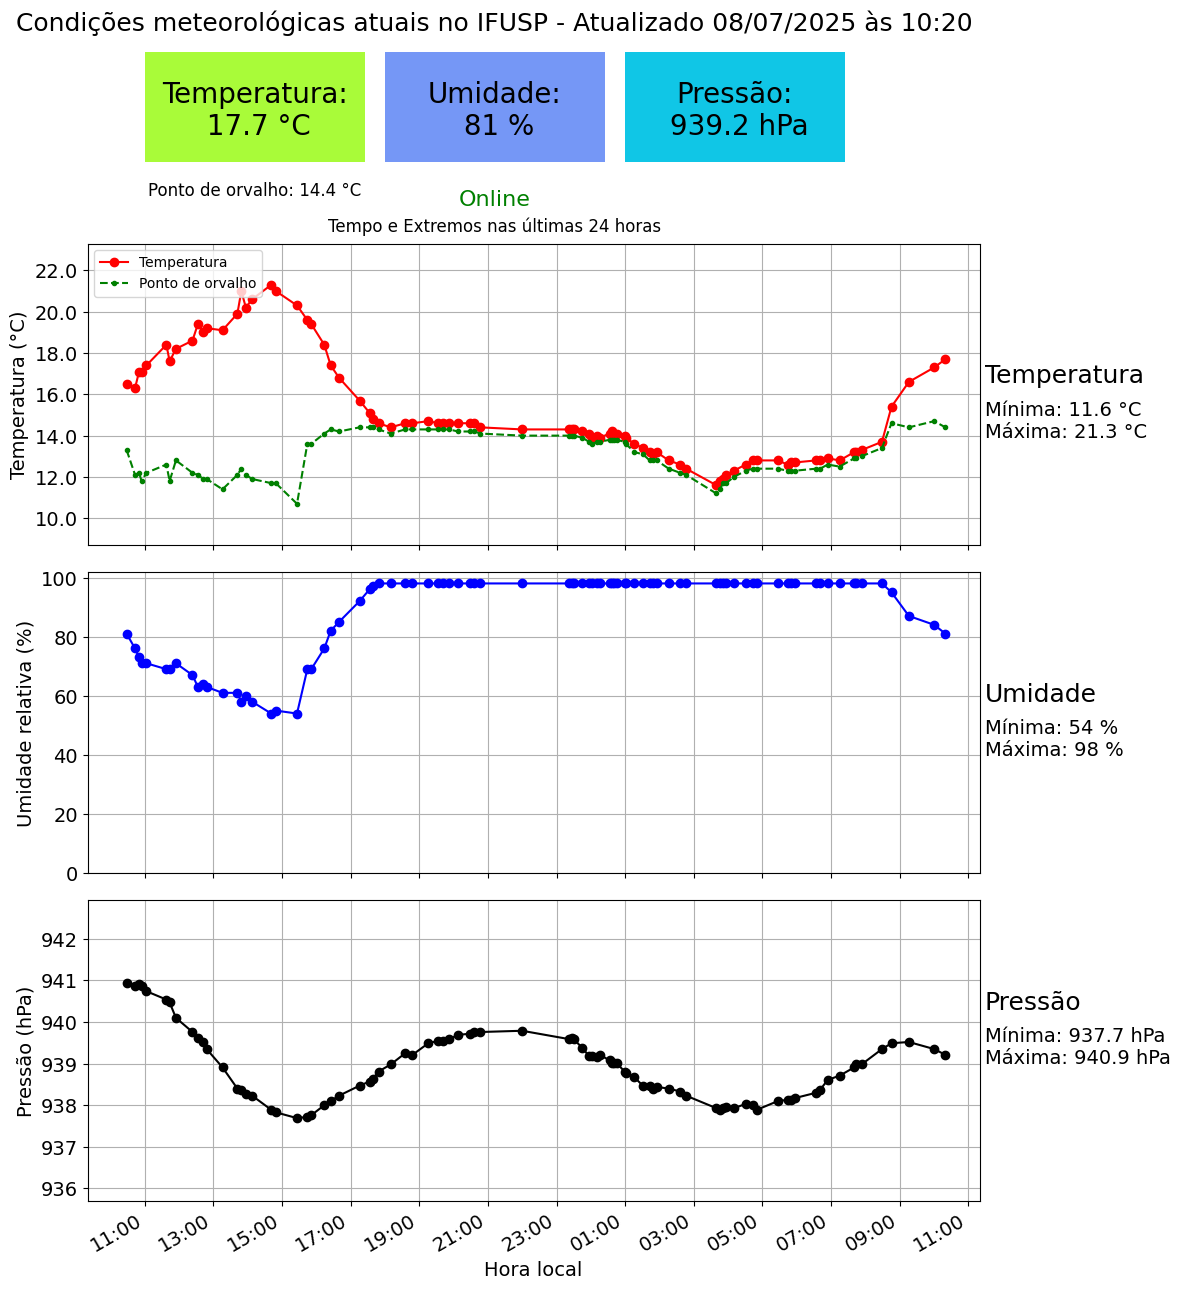 Condições meteorológicas atuais no IFUSP - Atualizado 08/07/2025 às 10:20
Temperatura:
17.7 °C
Umidade:
81 %
Pressão:
939.2 hPa
Ponto de orvalho: 14.4 °C
Online
Tempo e Extremos nas últimas 24 horas
Temperatura
Ponto de orvalho
Temperatura (°C)
22.0
20.0
18.0
16.0
14.0
12.0
10.0
Temperatura
Mínima: 11.6 °C
Máxima: 21.3 °C
Umidade relativa (%)
100
80
60
40
20
0
Umidade
Mínima: 54 %
Máxima: 98 %
Pressão (hPa)
942
941
940
939
938
937
936
Pressão
Mínima: 937.7 hPa
Máxima: 940.9 hPa
11:00 13:00 15:00 17:00 19:00 21:00 23:00 01:00 03:00 05:00 07:00 09:00 11:00
Hora local